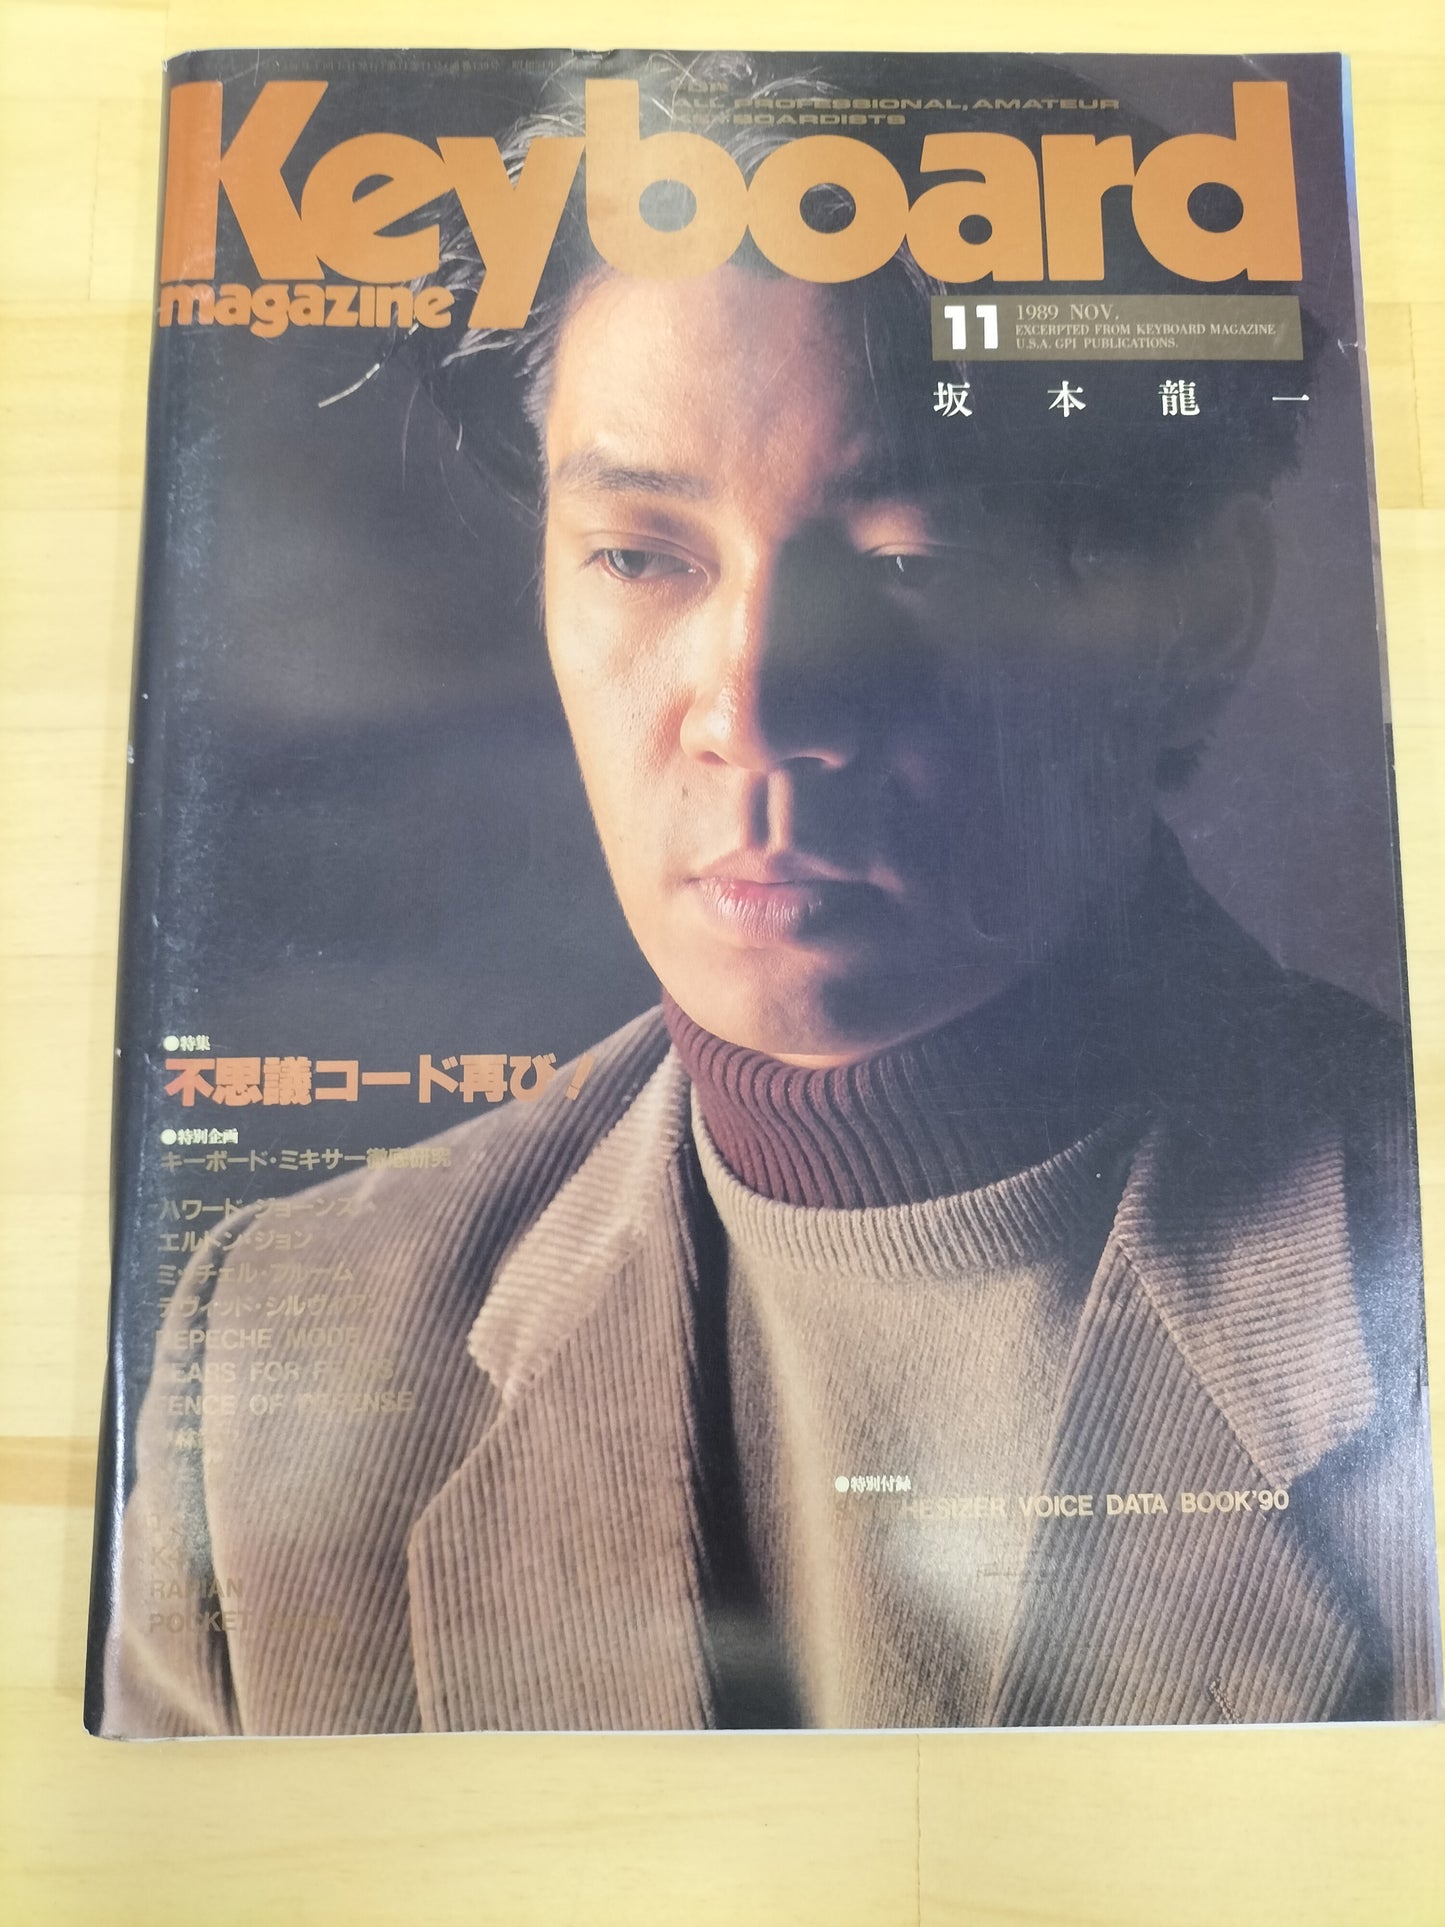 FOR
ALL PROFESSIONAL, AMATEUR
KEYBOARDISTS
Keyboard
magazine
11 1989 NOV.
EXCERPTED FROM KEYBOARD MAGAZINE
U.S.A. GPI PUBLICATIONS.
坂本龍一
●特集
不思議コード再び!
●特別企画
キーボード・ミキサー徹底研究
ハワード・ジョーンズ
エルトン・ジョン
ミッチェル・フルーム
デヴィッド・シルヴィアン
DEPECHE MODE
TEARS FOR FEARS
FENCE OF DEFENSE
RADIAN
POCKET
●特別付録
HESIZER VOICE DATA BOOK'90